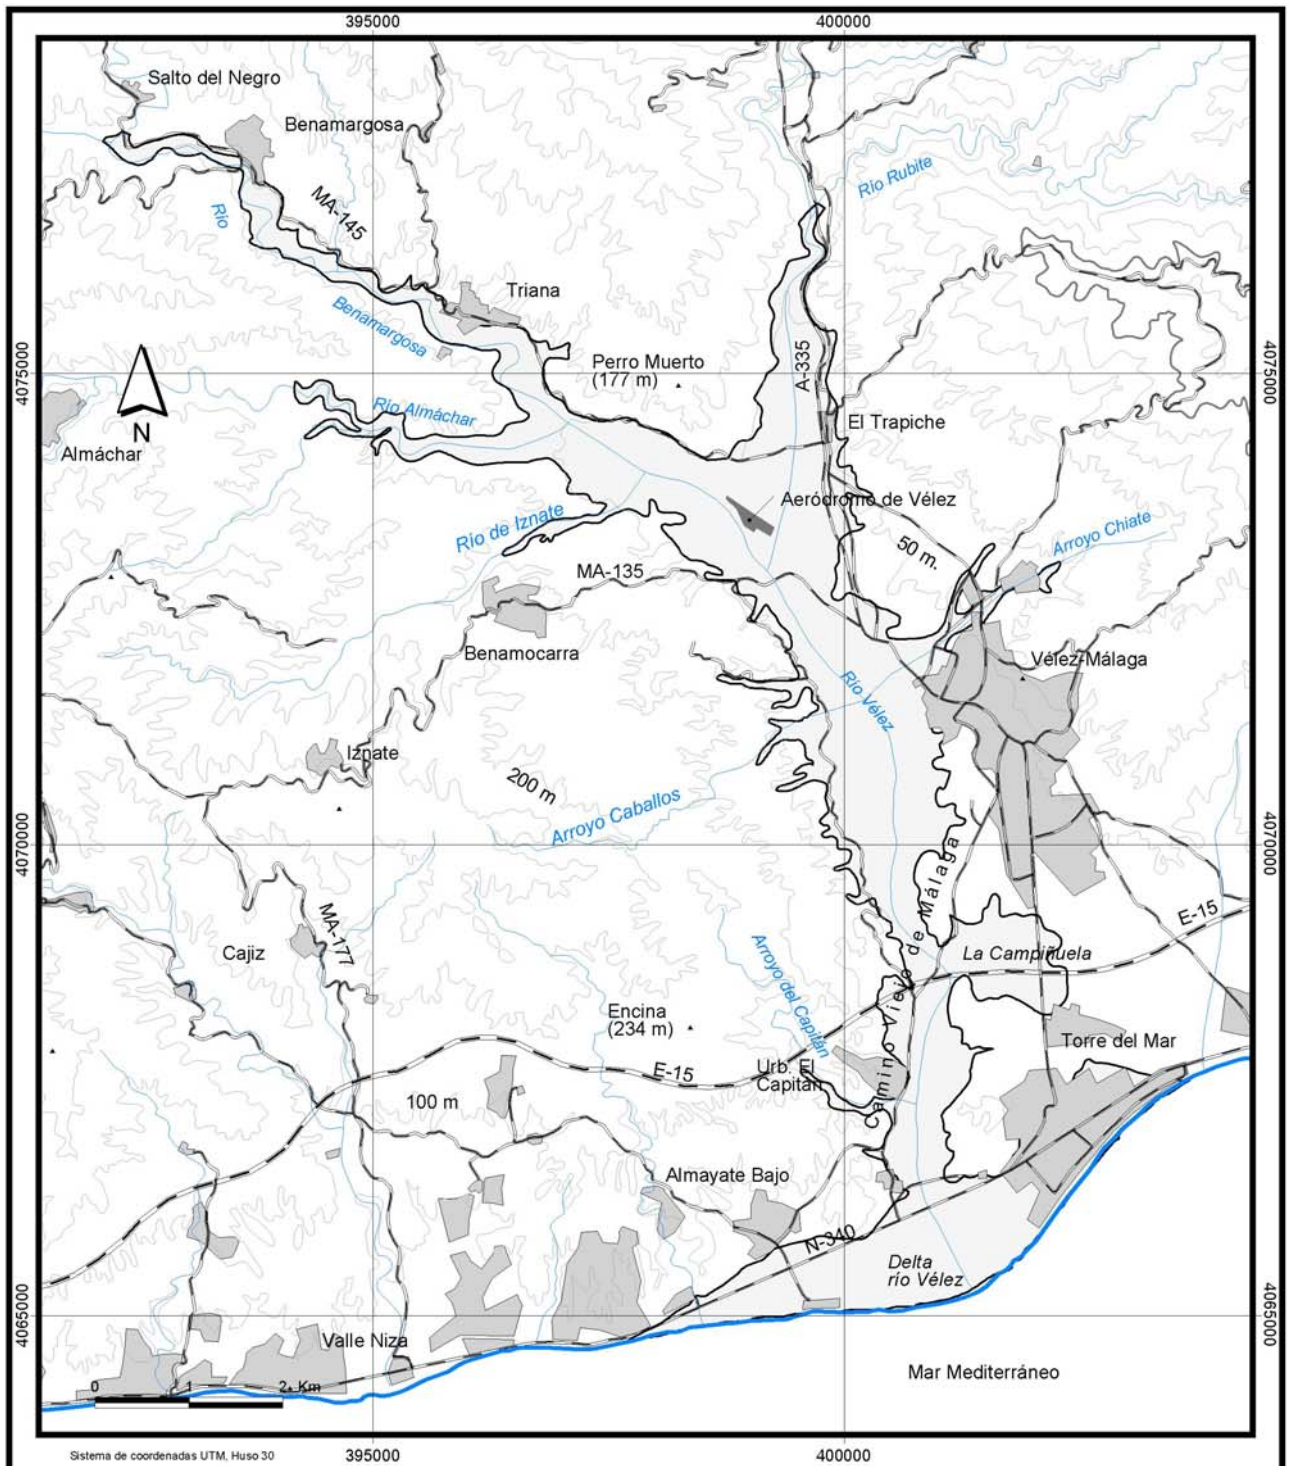 395000
400000
Salto del Negro
Benamargosa
Río Rubite
MA-145
Río
Triana
Benamargosa
Perro Muerto
(177 m)
A-335
4075000
4075000
N
Río Almáchar
El Trapiche
Almáchar
Aeródromo de Vélez
Río de Iznate
Arroyo Chiate
50 m.
MA-135
Benamocarra
Vélez-Málaga
Río Vélez
Iznate
200 m
Arroyo Caballos
4070000
4070000
Camino Viejo de Málaga
E-15
MA-177
Cajiz
La Campiñuela
Arroyo del Capitán
Encina
(234 m)
Torre del Mar
Urb. El
Capitán
E-15
100 m
Almayate Bajo
N-340
Delta
río Vélez
4065000
4065000
Valle Niza
Mar Mediterráneo
0 1 2 Km
Sistema de coordenadas UTM, Huso 30
395000
400000